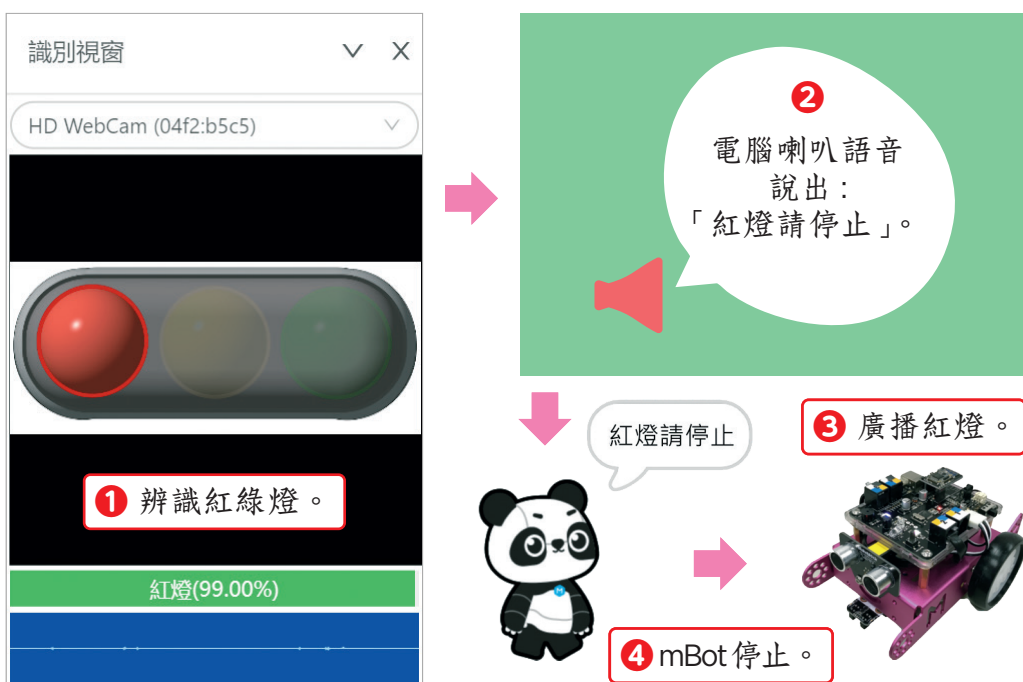 識別視窗
HD WebCam (04f2:b5c5)
❶ 辨識紅綠燈。
紅燈(99.00%)
❷
電腦喇叭語音
說出：
「紅燈請停止」。
紅燈請停止
❸ 廣播紅燈。
❹ mBot 停止。